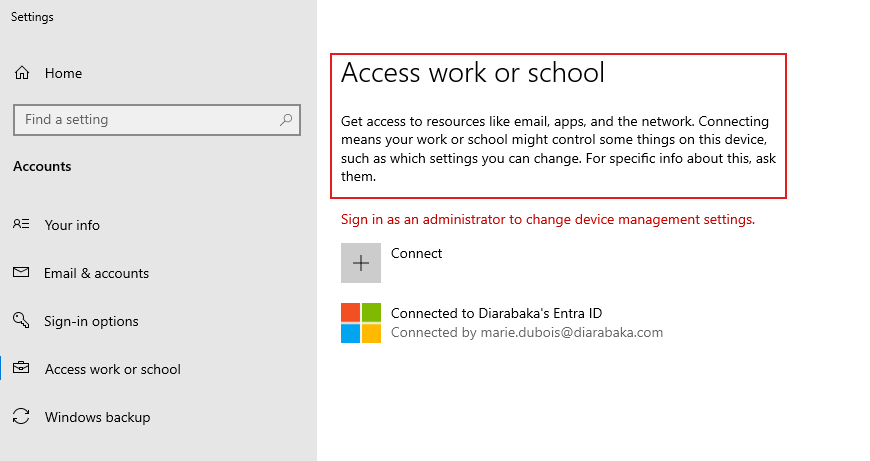 Settings
Home
Find a setting
Accounts
Your info
Email & accounts
Sign-in options
Access work or school
Windows backup
Access work or school
Get access to resources like email, apps, and the network. Connecting
means your work or school might control some things on this device,
such as which settings you can change. For specific info about this, ask
them.
Sign in as an administrator to change device management settings.
Connect
Connected to Diarabaka's Entra ID
Connected by marie.dubois@diarabaka.com